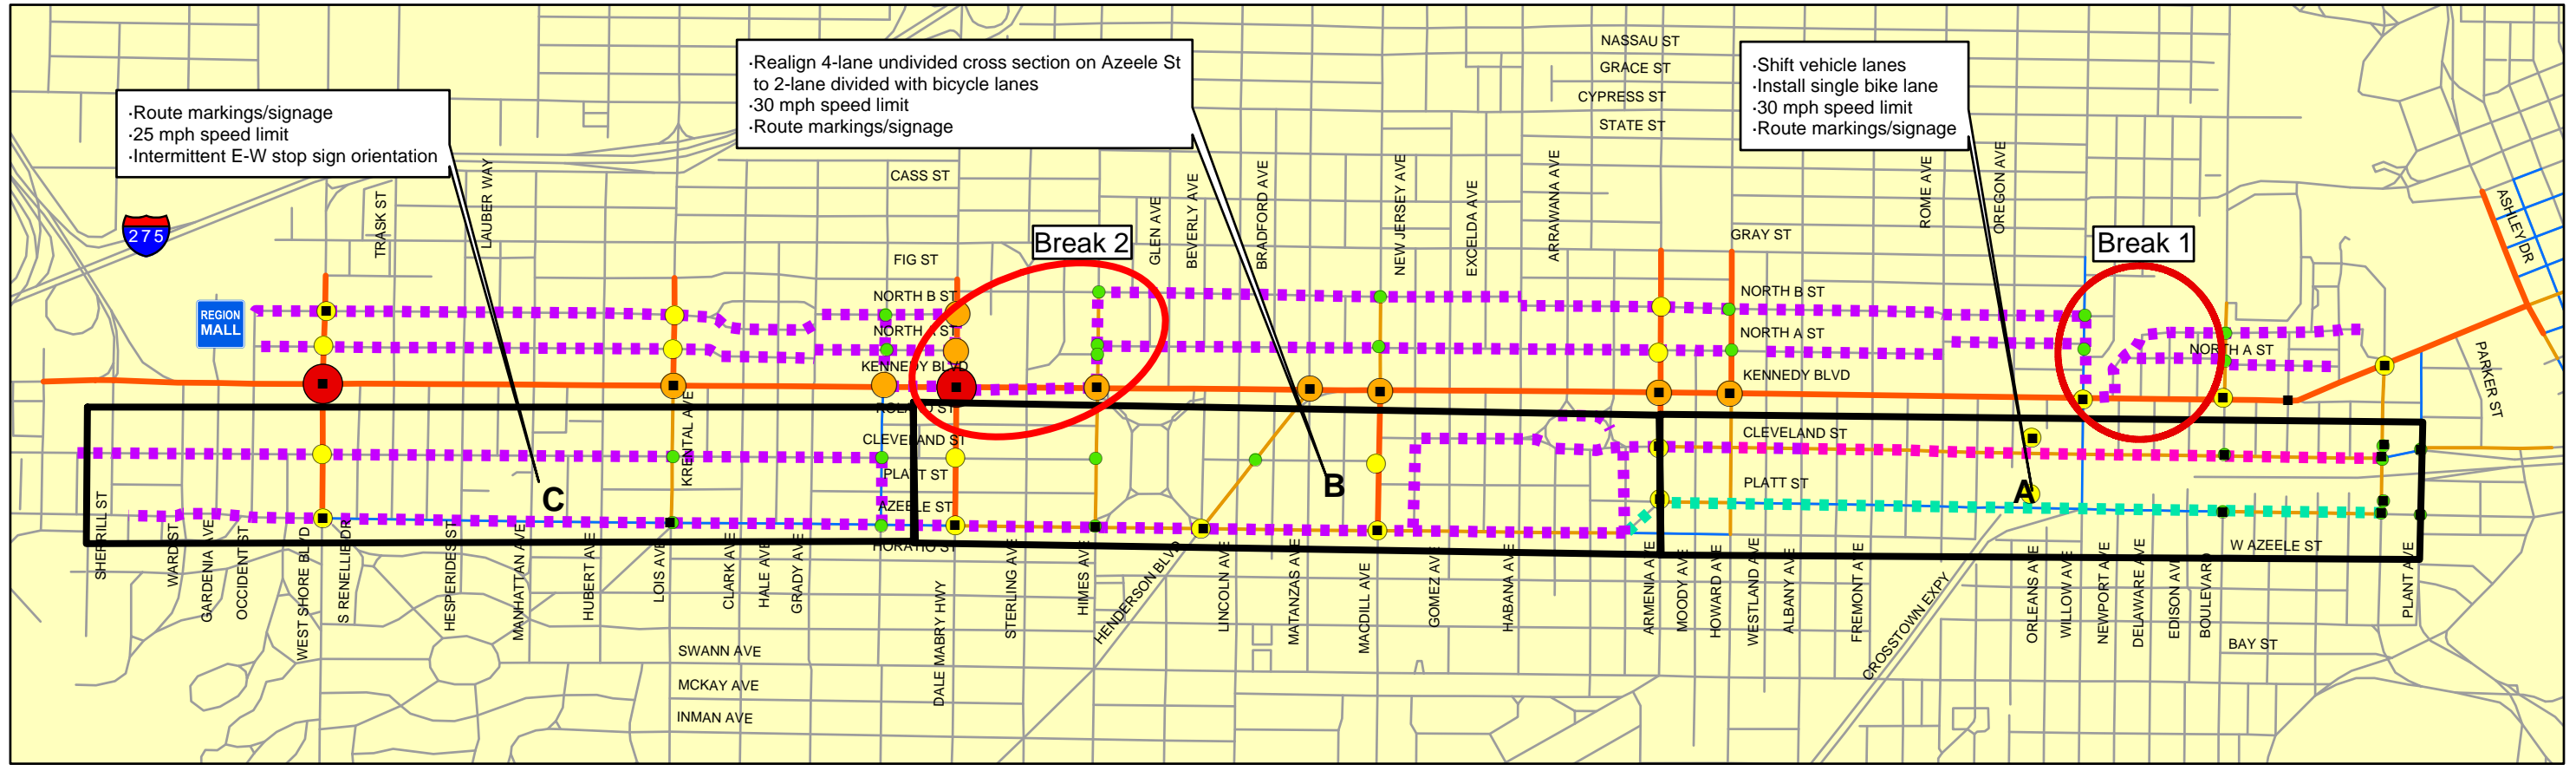 NASSAU ST
GRACE ST
CYPRESS ST
STATE ST
·Realign 4-lane undivided cross section on Azeele St
to 2-lane divided with bicycle lanes
·30 mph speed limit
·Route markings/signage
·Shift vehicle lanes
·Install single bike lane
·30 mph speed limit
·Route markings/signage
·Route markings/signage
·25 mph speed limit
·Intermittent E-W stop sign orientation
275
TRASK ST
LAUBER WAY
CASS ST
FIG ST
Break 2
GLEN AVE
BEVERLY AVE
BRADFORD AVE
NEW JERSEY AVE
EXCELDA AVE
ARRAWANA AVE
GRAY ST
ROME AVE
OREGON AVE
Break 1
ASHLEY DR
REGION
MALL
NORTH B ST
NORTH A ST
KENNEDY BLVD
NORTH B ST
NORTH A ST
KENNEDY BLVD
NORTH A ST
PARKER ST
KRENTAL AVE
CLEVELAND ST
PLATT ST
AZEELE ST
HORATIO ST
CLEVELAND ST
PLATT ST
W AZEELE ST
C
B
A
SHERRILL ST
WARD ST
GARDENIA AVE
OCCIDENT ST
WEST SHORE BLVD
S RENELLIE DR
HESPERIDES ST
MANHATTAN AVE
HUBERT AVE
LOIS AVE
CLARK AVE
HALE AVE
GRADY AVE
DALE MABRY HWY
STERLING AVE
HIMES AVE
HENDERSON BLVD
LINCOLN AVE
MATANZAS AVE
MACDILL AVE
GOMEZ AVE
HABANA AVE
ARMENIA AVE
MOODY AVE
HOWARD AVE
WESTLAND AVE
ALBANY AVE
FREMONT AVE
CROSSTOWN EXPY
ORLEANS AVE
WILLOW AVE
NEWPORT AVE
DELAWARE AVE
EDISON AVE
BOULEVARD
PLANT AVE
BAY ST
SWANN AVE
MCKAY AVE
INMAN AVE